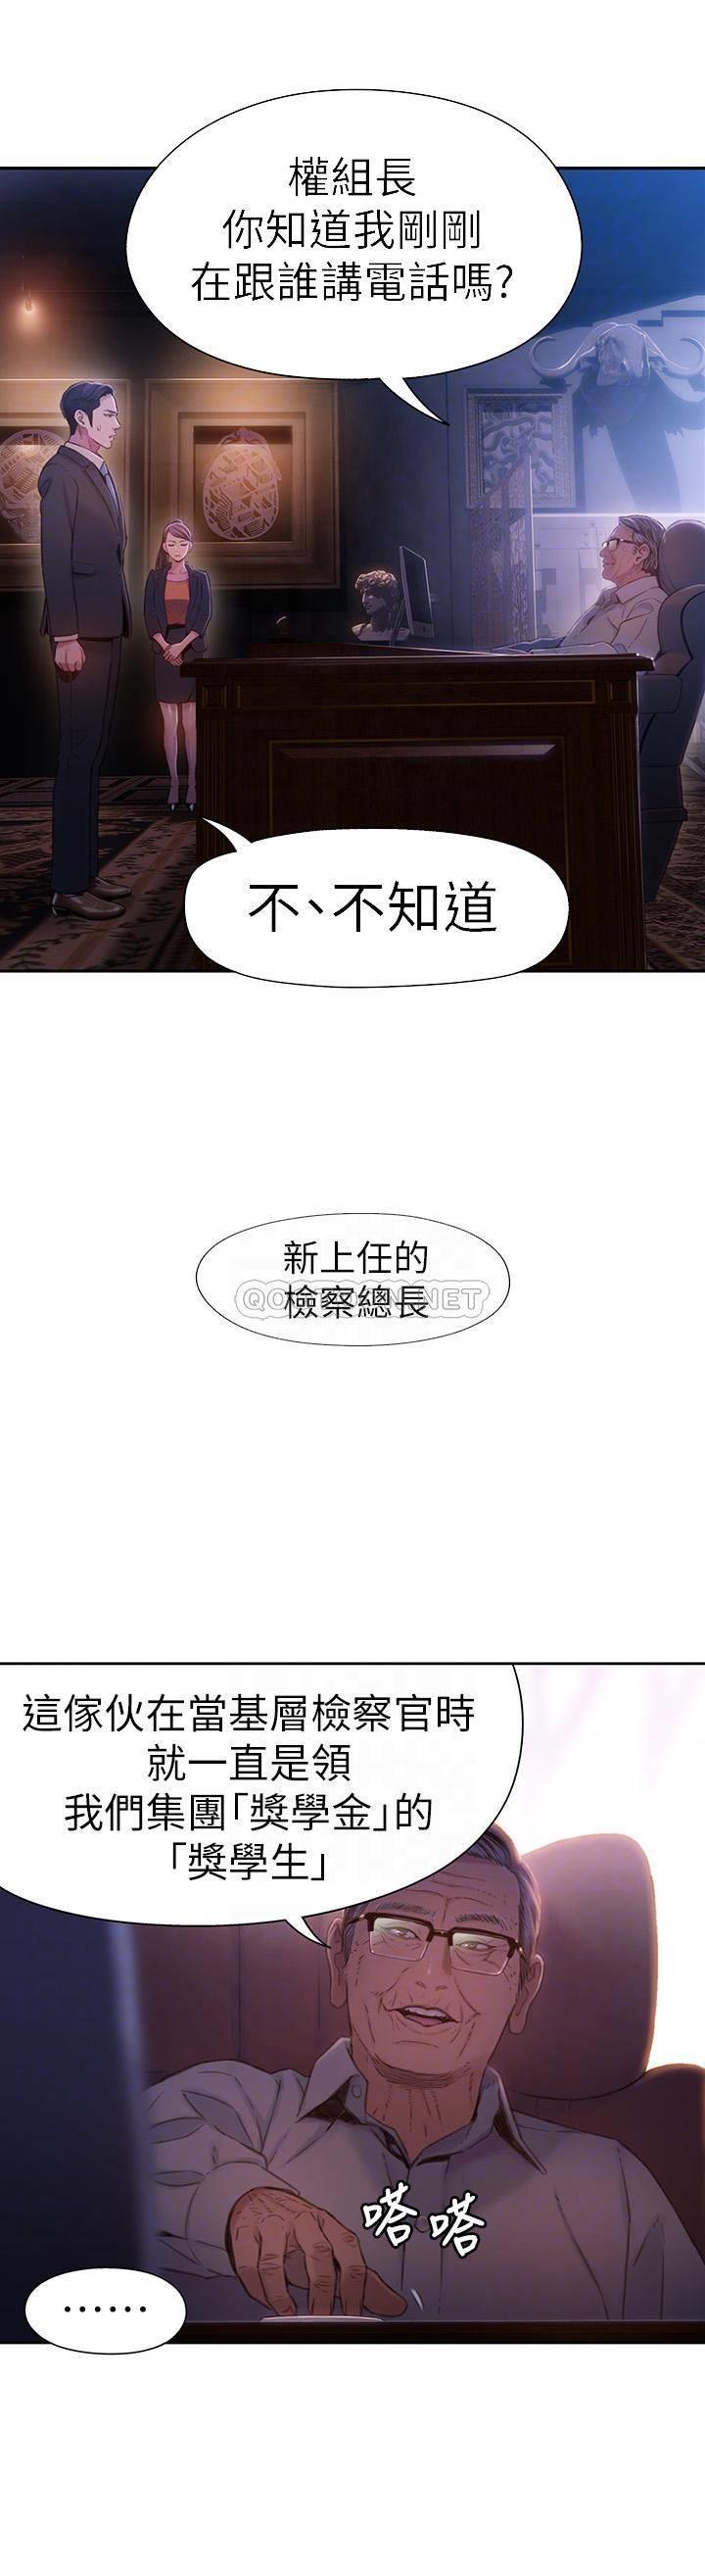 權組長
你知道我剛剛
在跟誰講電話嗎?
不、不知道
新上任的
檢察總長
這傢伙在當基層檢察官時
就一直是領
我們集團「獎學金」的
「獎學生」
嗒嗒
⋯⋯